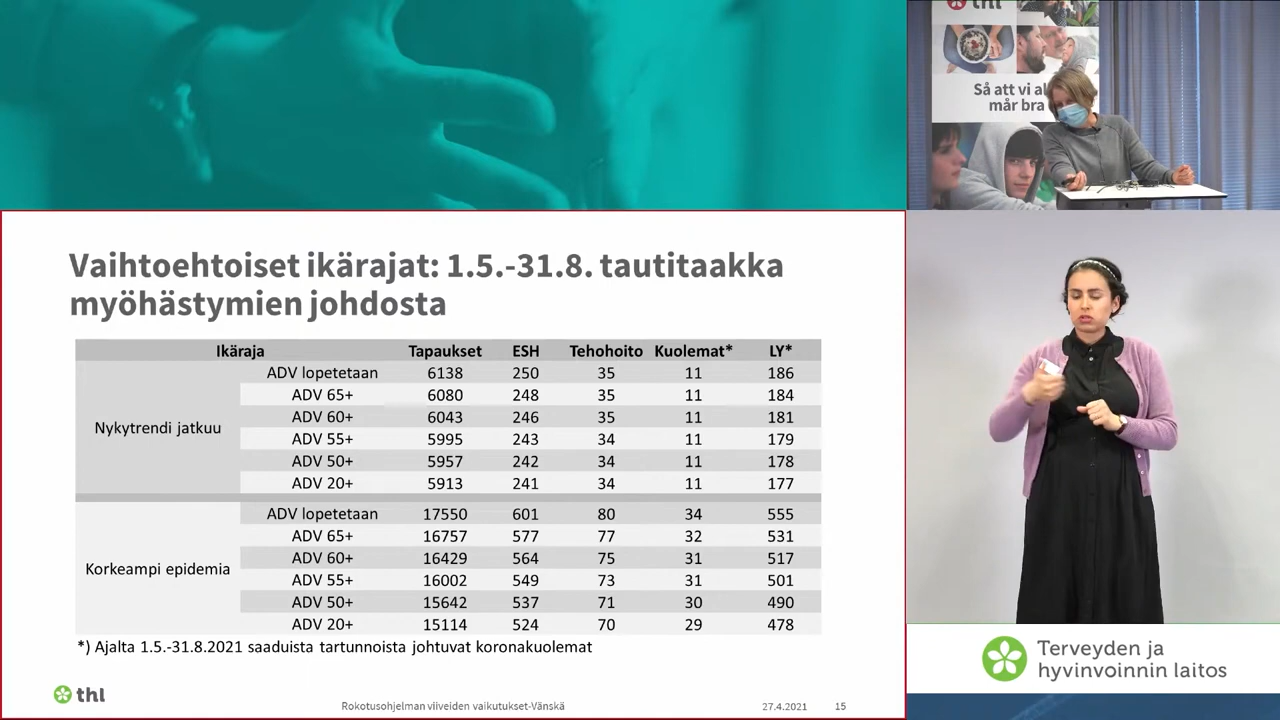 Vaihtoehtoiset ikärajat: 1.5.-31.8. tautitaakka
myöhästymien johdosta
Ikäraja Tapaukset ESH Tehohoito Kuolemat* LY*
Nykytrendi jatkuu
ADV lopetetaan 6138 250 35 11 186
ADV 65+ 6080 248 35 11 184
ADV 60+ 6043 246 35 11 181
ADV 55+ 5995 243 34 11 179
ADV 50+ 5957 242 34 11 178
ADV 20+ 5913 241 34 11 177
Korkeampi epidemia
ADV lopetetaan 17550 601 80 34 555
ADV 65+ 16757 577 77 32 531
ADV 60+ 16429 564 75 31 517
ADV 55+ 16002 549 73 31 501
ADV 50+ 15642 537 71 30 490
ADV 20+ 15114 524 70 29 478
*) Ajalta 1.5.-31.8.2021 saaduista tartunnoista johtuvat koronakuolemat
thl
Rokotusohjelman viiveiden vaikutukset-Vänskä 27.4.2021 15
thl
Så att vi al
mår bra
Terveyden ja
hyvinvoinnin laitos